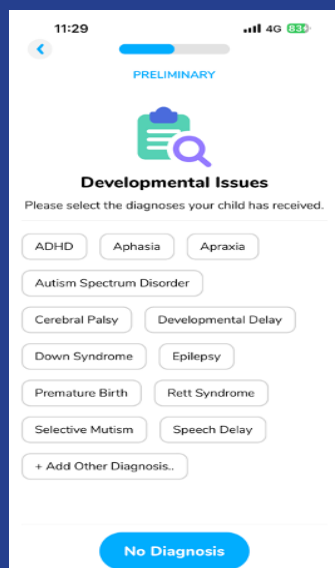 11:29 4G 83
PRELIMINARY
Developmental Issues
Please select the diagnoses your child has received.
ADHD Aphasia Apraxia
Autism Spectrum Disorder
Cerebral Palsy Developmental Delay
Down Syndrome Epilepsy
Premature Birth Rett Syndrome
Selective Mutism Speech Delay
+ Add Other Diagnosis..
No Diagnosis